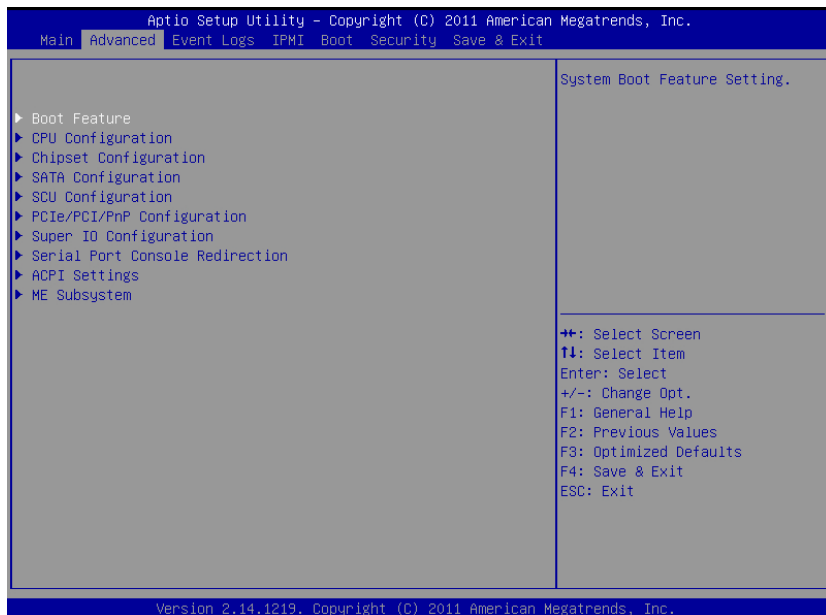 Aptio Setup Utility – Copyright (C) 2011 American Megatrends, Inc.
Main Advanced Event Logs IPMI Boot Security Save & Exit
Boot Feature
CPU Configuration
Chipset Configuration
SATA Configuration
SCU Configuration
PCIe/PCI/PnP Configuration
Super IO Configuration
Serial Port Console Redirection
ACPI Settings
ME Subsystem
System Boot Feature Setting.
→←: Select Screen
↑↓: Select Item
Enter: Select
+/-: Change Opt.
F1: General Help
F2: Previous Values
F3: Optimized Defaults
F4: Save & Exit
ESC: Exit
Version 2.14.1219. Copyright (C) 2011 American Megatrends, Inc.